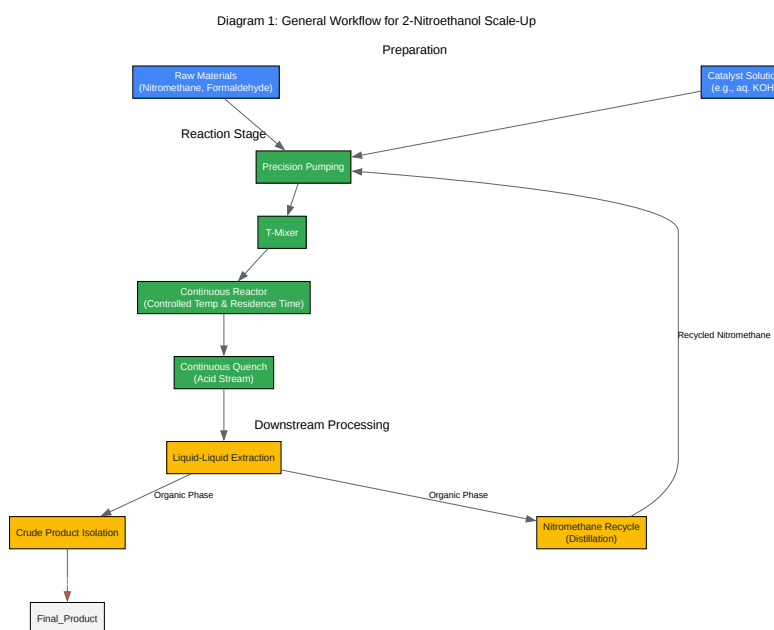 Diagram 1: General Workflow for 2-Nitroethanol Scale-Up
Preparation
Raw Materials
(Nitromethane, Formaldehyde)
Catalyst Solutio
(e.g., aq. KOH
Reaction Stage
Precision Pumping
T-Mixer
Continuous Reactor
(Controlled Temp & Residence Time)
Recycled Nitromethane
Continuous Quench
(Acid Stream)
Downstream Processing
Liquid-Liquid Extraction
Organic Phase
Organic Phase
Crude Product Isolation
Nitromethane Recycle
(Distillation)
Final_Product